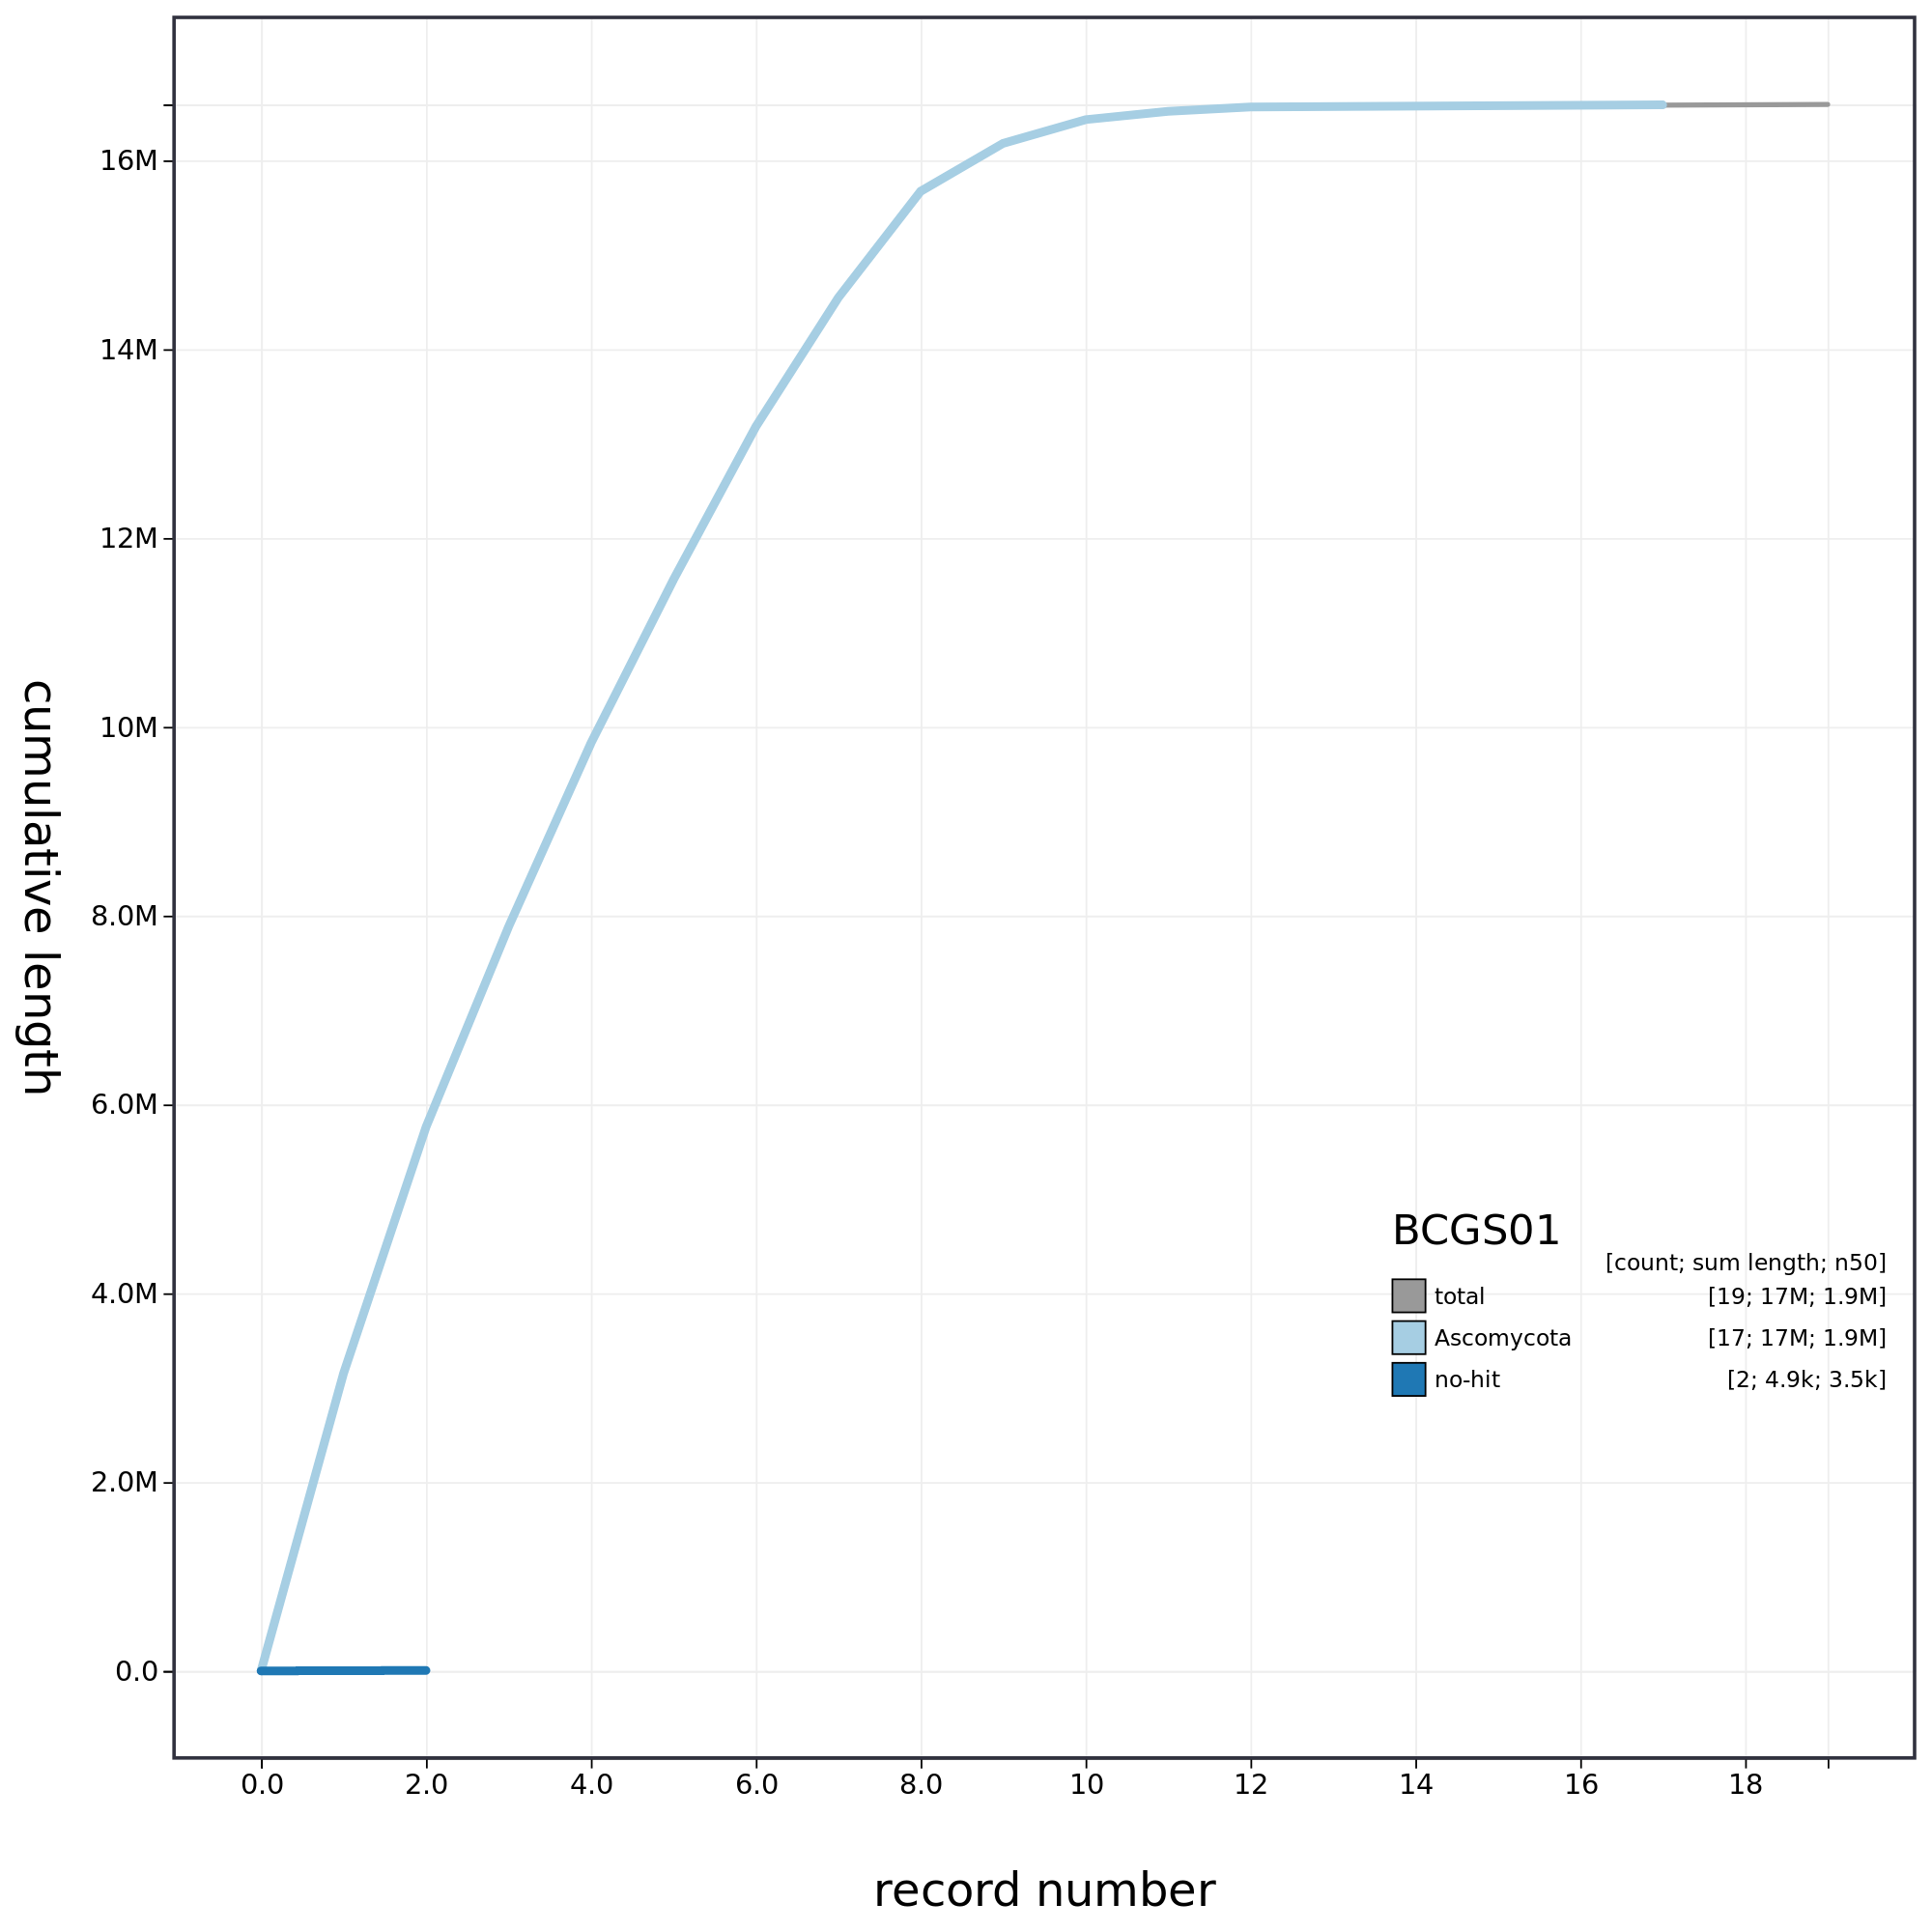 16M
14M
12M
10M
8.0M
6.0M
4.0M
2.0M
0.0
cumulative length
BCGS01
[count; sum length; n50]
total [19; 17M; 1.9M]
Ascomycota [17; 17M; 1.9M]
no-hit [2; 4.9k; 3.5k]
0.0 2.0 4.0 6.0 8.0 10 12 14 16 18
record number